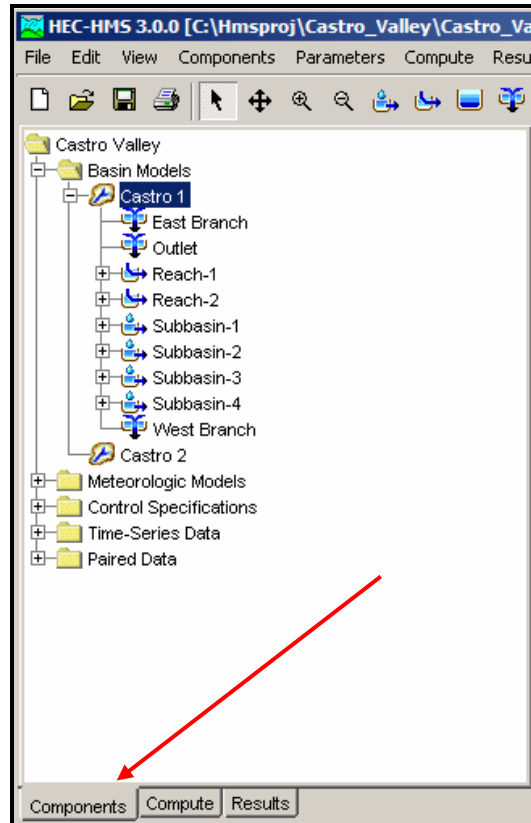 HEC-HMS 3.0.0 [C:\Hmsproj\Castro_Valley\Castro_Va
File Edit View Components Parameters Compute Resu
Castro Valley
Basin Models
Castro 1
East Branch
Outlet
Reach-1
Reach-2
Subbasin-1
Subbasin-2
Subbasin-3
Subbasin-4
West Branch
Castro 2
Meteorologic Models
Control Specifications
Time-Series Data
Paired Data
Components Compute Results